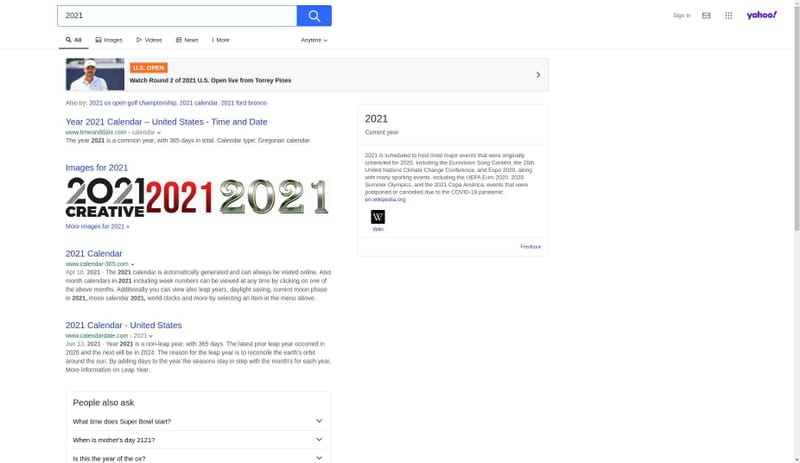 2021
Sign In
yahoo!
All
Images
Videos
News
More
Anytime
U.S. OPEN
Watch Round 2 of 2021 U.S. Open live from Torrey Pines
Also try: 2021 us open golf championship, 2021 calendar, 2021 ford bronco
Year 2021 Calendar – United States - Time and Date
www.timeanddate.com › calendar
The year 2021 is a common year, with 365 days in total. Calendar type: Gregorian calendar
Images for 2021
2021
CREATIVE
2021
2021
More Images for 2021 »
2021 Calendar
www.calendar-365.com
Apr 18, 2021 · The 2021 calendar is automatically generated and can always be visited online. Also
month calendars in 2021 including week numbers can be viewed at any time by clicking on one of
the above months. Additionally you can view also leap years, daylight saving, current moon phase
in 2021, moon calendar 2021, world clocks and more by selecting an item in the menu above.
2021 Calendar - United States
www.calendardate.com › 2021
Jun 13, 2021 · Year 2021 is a non-leap year, with 365 days. The latest prior leap year occurred in
2020 and the next will be in 2024. The reason for the leap year is to reconcile the earth's orbit
around the sun. By adding days to the year the seasons stay in step with the month's for each year.
More information on Leap Year.
People also ask
What time does Super Bowl start?
When is mother's day 2121?
Is this the year of the ox?
2021
Current year
2021 is scheduled to host most major events that were originally
scheduled for 2020, including the Eurovision Song Contest, the 26th
United Nations Climate Change Conference, and Expo 2020, along
with many sporting events, including the UEFA Euro 2020, 2020
Summer Olympics, and the 2021 Copa América; events that were
postponed or cancelled due to the COVID-19 pandemic.
en.wikipedia.org
W
Wiki
Feedback